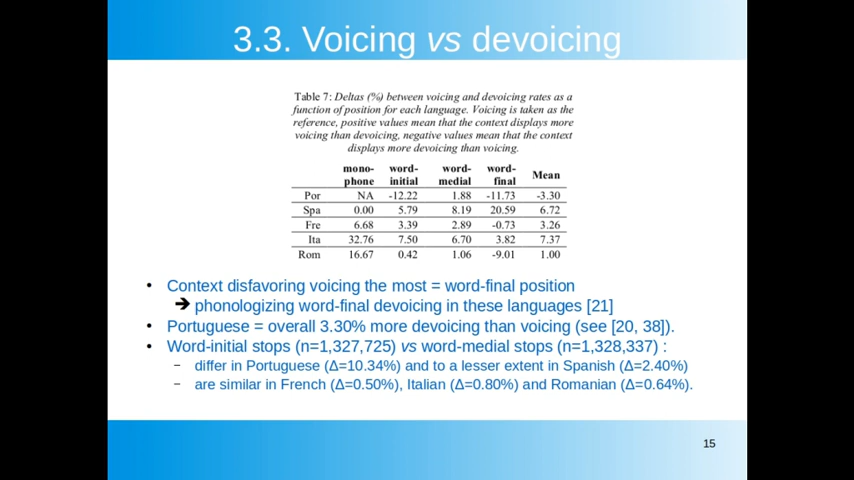 3.3. Voicing vs devoicing
Table 7: Deltas (%) between voicing and devoicing rates as a
function of position for each language. Voicing is taken as the
reference, positive values mean that the context displays more
voicing than devoicing, negative values mean that the context
displays more devoicing than voicing.
mono- word- word- word-
phone initial medial final Mean
Por NA -12.22 1.88 -11.73 -3.30
Spa 0.00 5.79 8.19 20.59 6.72
Fre 6.68 3.39 2.89 -0.73 3.26
Ita 32.76 7.50 6.70 3.82 7.37
Rom 16.67 0.42 1.06 -9.01 1.00
• Context disfavoring voicing the most = word-final position
➔ phonologizing word-final devoicing in these languages [21]
• Portuguese = overall 3.30% more devoicing than voicing (see [20, 38]).
• Word-initial stops (n=1,327,725) vs word-medial stops (n=1,328,337) :
– differ in Portuguese (Δ=10.34%) and to a lesser extent in Spanish (Δ=2.40%)
– are similar in French (Δ=0.50%), Italian (Δ=0.80%) and Romanian (Δ=0.64%).
15